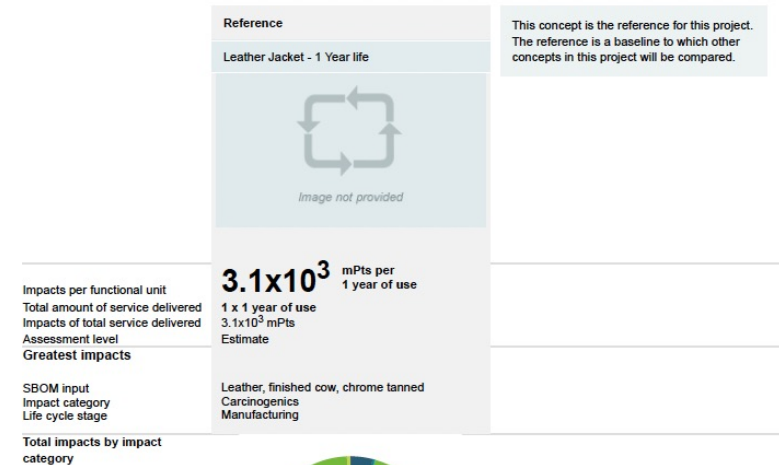 Reference
This concept is the reference for this project.
The reference is a baseline to which other
concepts in this project will be compared.
Leather Jacket - 1 Year life
Image not provided
Impacts per functional unit 3.1x10³ mPts per
1 year of use
Total amount of service delivered 1 x 1 year of use
Impacts of total service delivered 3.1x10³ mPts
Assessment level Estimate
Greatest impacts
SBOM input Leather, finished cow, chrome tanned
Impact category Carcinogenics
Life cycle stage Manufacturing
Total impacts by impact
category